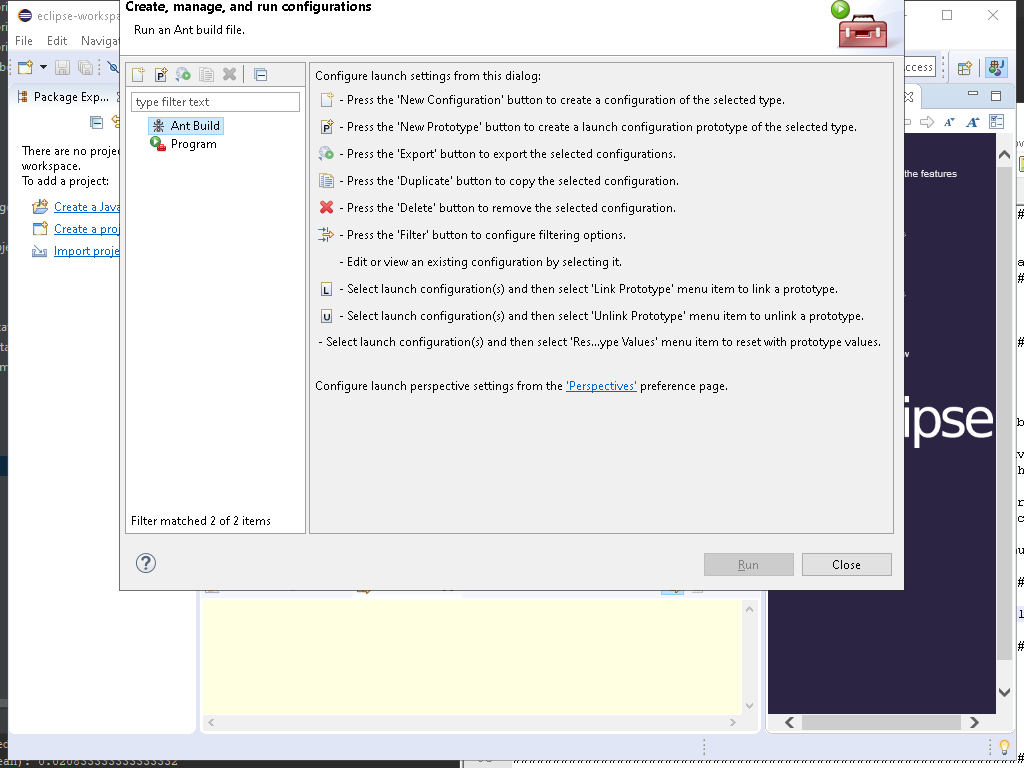 Create, manage, and run configurations
Run an Ant build file.
eclipse-workspa
File Edit Navigat
Package Exp...
There are no proje
workspace.
To add a project:
Create a Java
Create a proj
Import proje
type filter text
Ant Build
Program
Filter matched 2 of 2 items
Configure launch settings from this dialog:
- Press the 'New Configuration' button to create a configuration of the selected type.
- Press the 'New Prototype' button to create a launch configuration prototype of the selected type.
- Press the 'Export' button to export the selected configurations.
- Press the 'Duplicate' button to copy the selected configuration.
- Press the 'Delete' button to remove the selected configuration.
- Press the 'Filter' button to configure filtering options.
- Edit or view an existing configuration by selecting it.
L - Select launch configuration(s) and then select 'Link Prototype' menu item to link a prototype.
U - Select launch configuration(s) and then select 'Unlink Prototype' menu item to unlink a prototype.
- Select launch configuration(s) and then select 'Res...ype Values' menu item to reset with prototype values.
Configure launch perspective settings from the 'Perspectives' preference page.
Run
Close
ccess
the features
ipse
0.0208333333333332